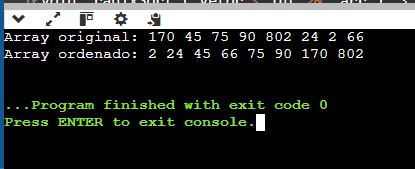 Array original: 170 45 75 90 802 24 2 66
Array ordenado: 2 24 45 66 75 90 170 802
...Program finished with exit code 0
Press ENTER to exit console.